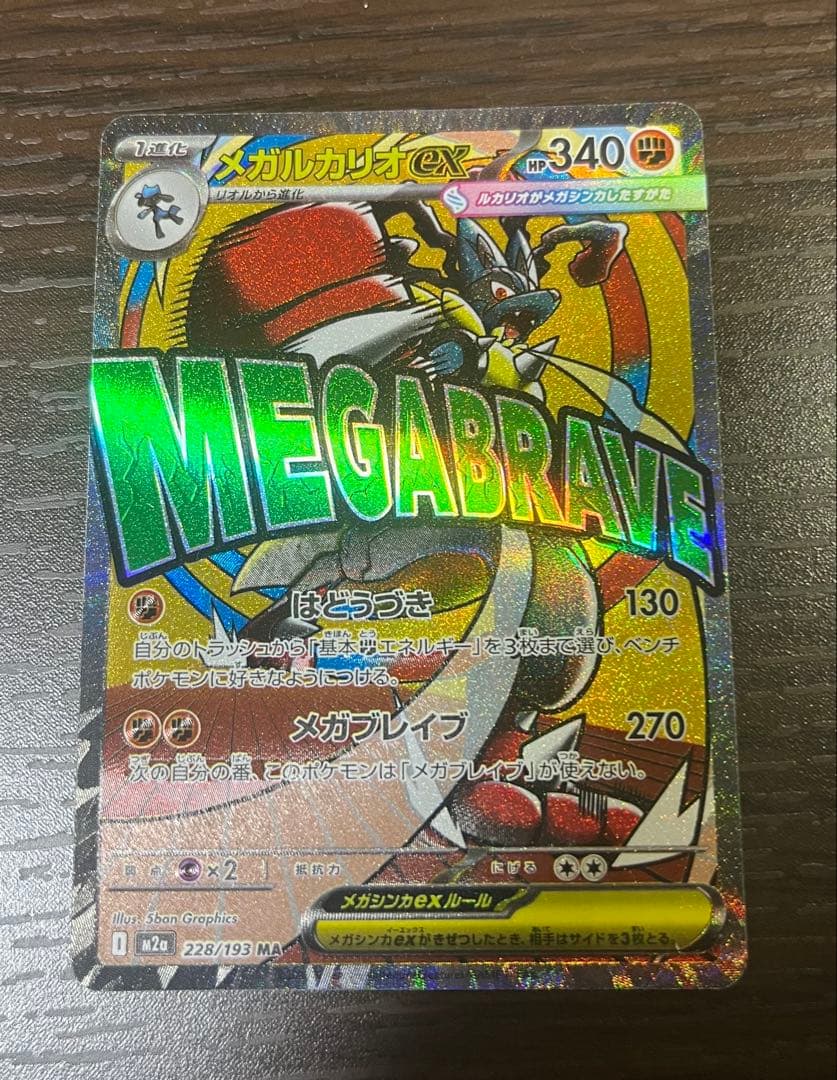 1進化
メガルカリオex
HP340
リオルから進化
ルカリオがメガシンカしたすがた
MEGABRAVE
はどうづき 130
自分のトラッシュから「基本エネルギー」を3枚まで選び、ベンチ
ポケモンに好きなようにつける。
メガブレイブ 270
次の自分の番、このポケモンは「メガブレイブ」が使えない。
弱点 ×2 抵抗力 にげる
メガシンカexルール
メガシンカexがきぜつしたとき、相手はサイドを3枚とる。
Illus. 5ban Graphics
I M2a 228/193 MA